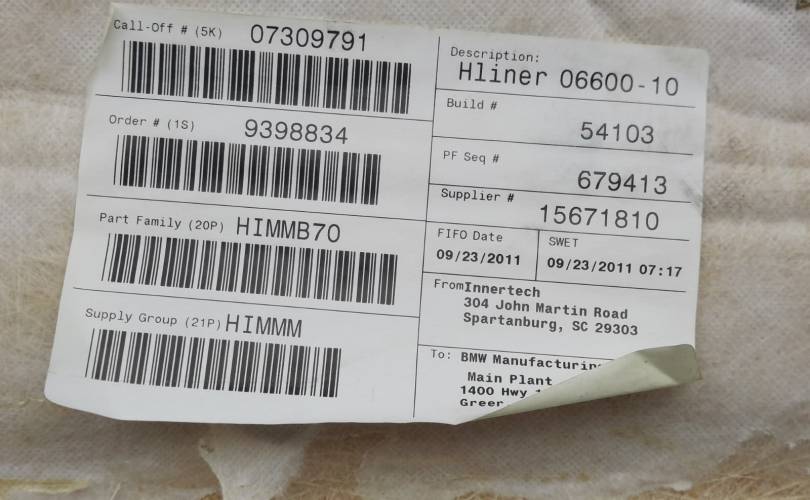 Call-Off # (5K) 07309791
Order # (1S) 9398834
Part Family (20P) HIMMB70
Supply Group (21P) HIMMM
Description:
Hliner 06600-10
Build #
54103
PF Seq #
679413
Supplier #
15671810
FIFO Date
09/23/2011
SWET
09/23/2011 07:17
From Innertech
304 John Martin Road
Spartanburg, SC 29303
To: BMW Manufacturin
Main Plant
1400 Hwy
Greer